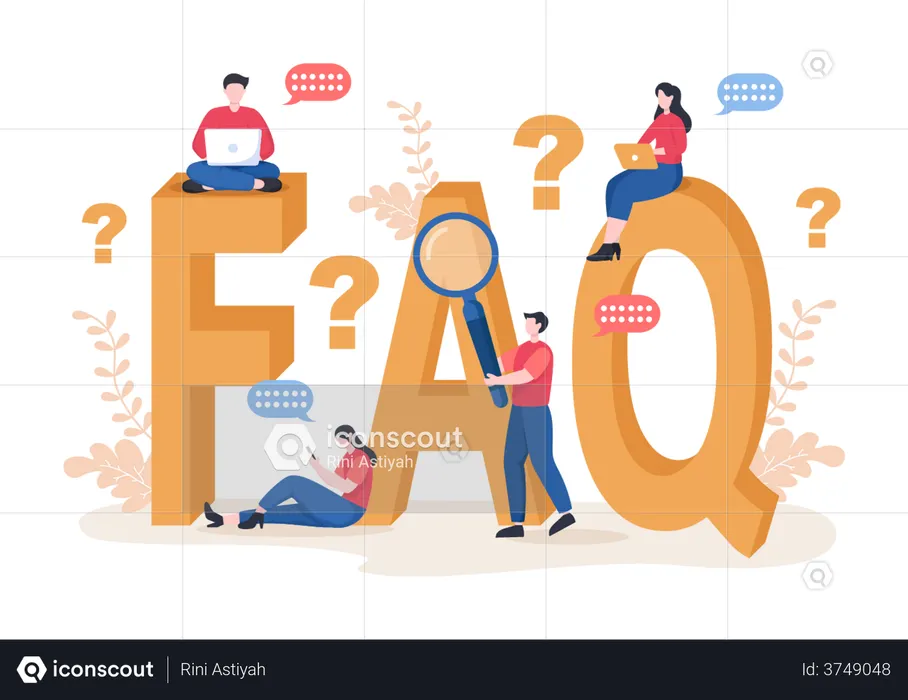 FAQ
?
?
?
?
iconscout
Rini Astiyah
iconscout
Rini Astiyah
Id: 3749048